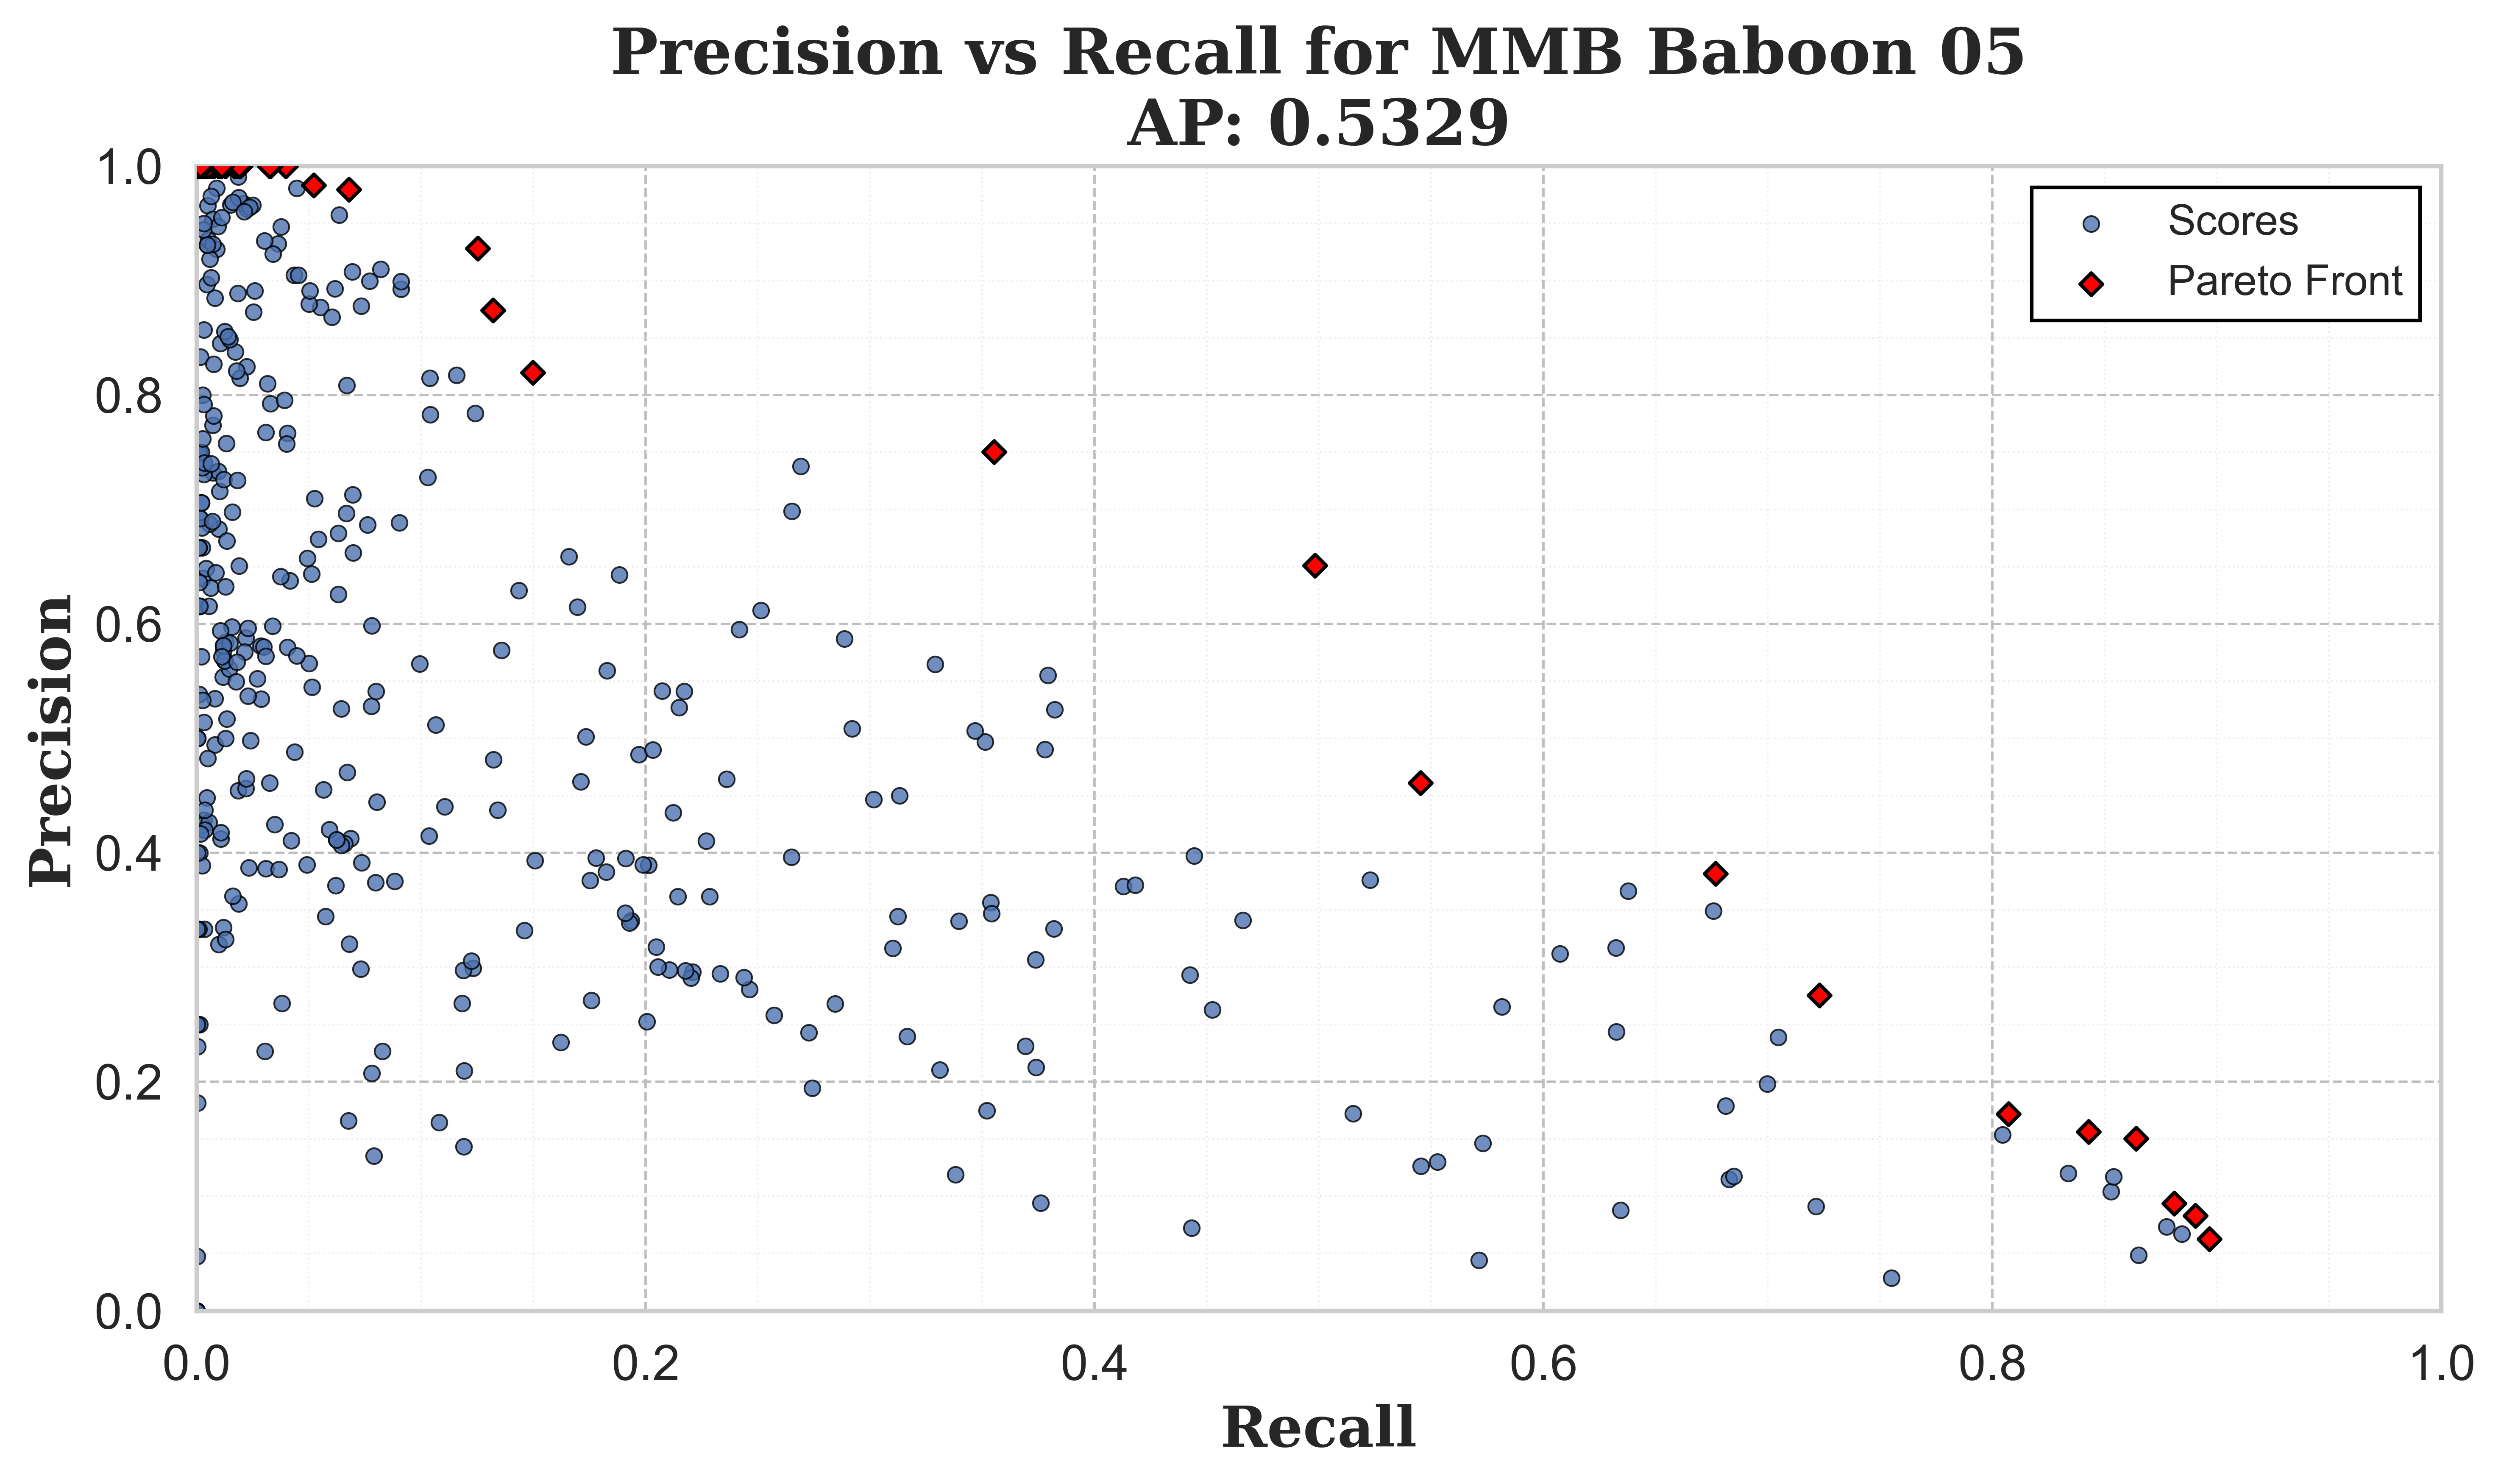 Precision vs Recall for MMB Baboon 05
AP: 0.5329
Scores
Pareto Front
Precision
1.0
0.8
0.6
0.4
0.2
0.0
0.0 0.2 0.4 0.6 0.8 1.0
Recall